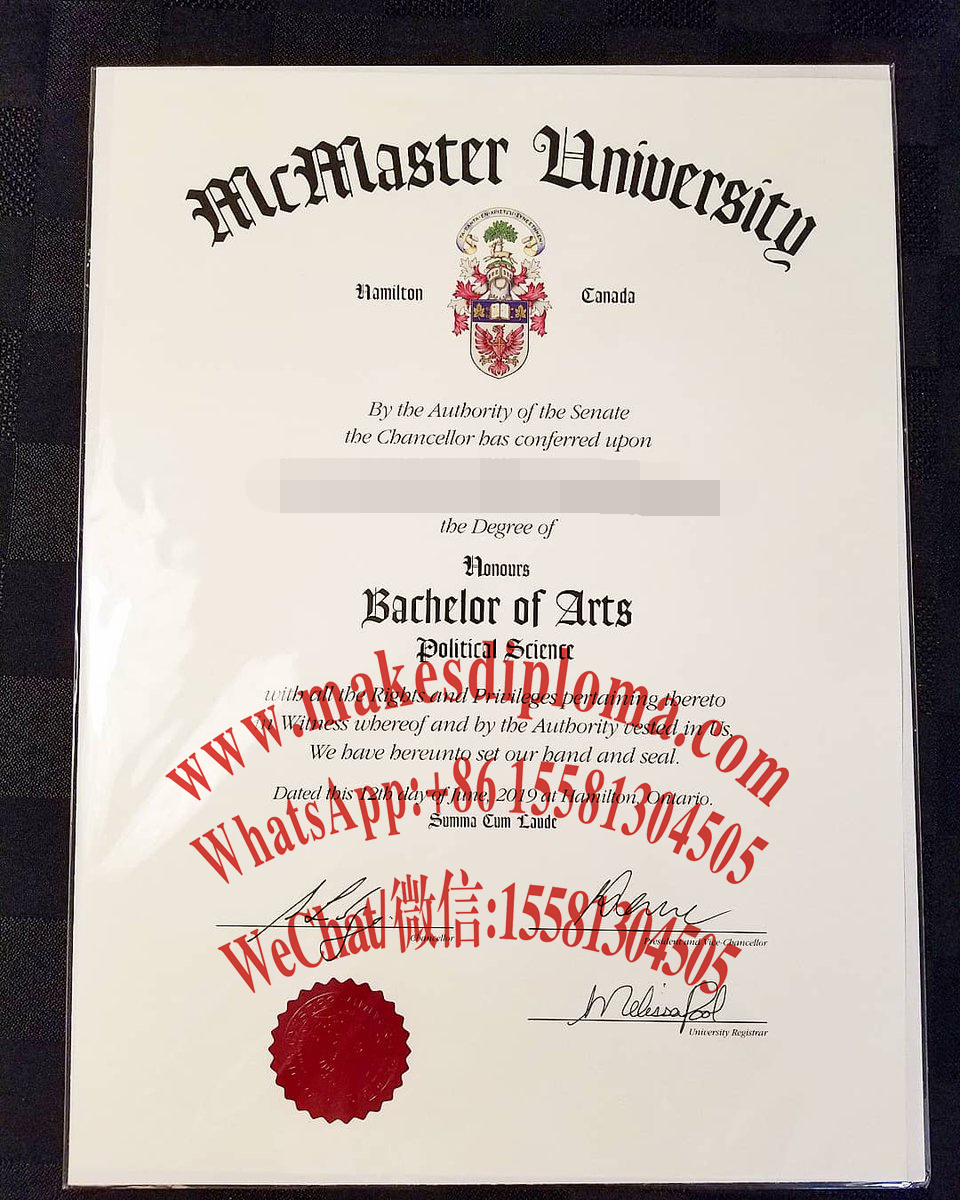 McMaster University
Hamilton Canada
By the Authority of the Senate
the Chancellor has conferred upon
the Degree of
Honours
Bachelor of Arts
Political Science
www.makesdiploma.com
with all the Rights and Privileges pertaining thereto
in Witness whereof and by the Authority vested in Us,
We have hereunto set our hand and seal.
WhatsApp:+86 15581304505
Dated this 12th day of June, 2019 at Hamilton, Ontario.
Summa Cum Laude
WeChat/微信:15581304505
Chancellor
President and Vice-Chancellor
Melissa Pool
University Registrar